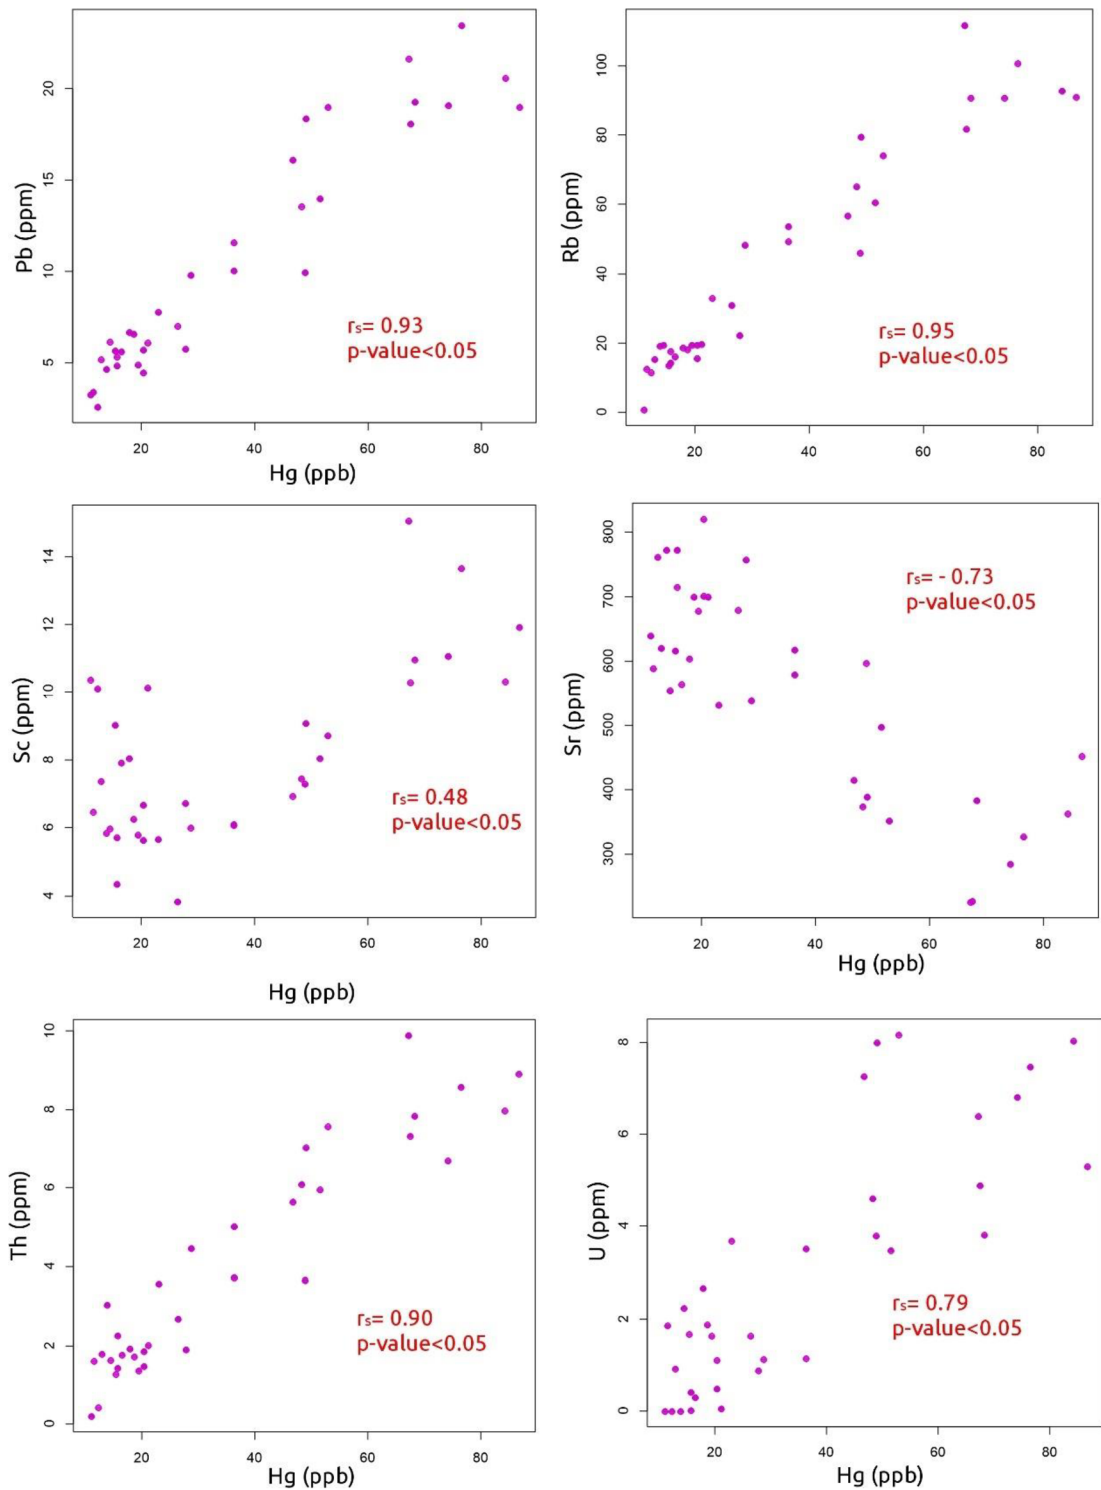 20
15
10
5
Pb (ppm)
rs= 0.93
p-value<0.05
20 40 60 80
Hg (ppb)
100
80
60
40
20
0
Rb (ppm)
rs= 0.95
p-value<0.05
20 40 60 80
Hg (ppb)
14
12
10
8
6
4
Sc (ppm)
rs= 0.48
p-value<0.05
20 40 60 80
Hg (ppb)
800
700
600
500
400
300
Sr (ppm)
rs= - 0.73
p-value<0.05
20 40 60 80
Hg (ppb)
10
8
6
4
2
0
Th (ppm)
rs= 0.90
p-value<0.05
20 40 60 80
Hg (ppb)
8
6
4
2
0
U (ppm)
rs= 0.79
p-value<0.05
20 40 60 80
Hg (ppb)